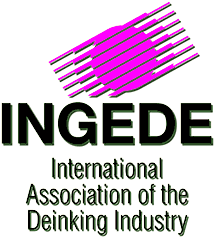 INGEDE
International
Association of the
Deinking Industry